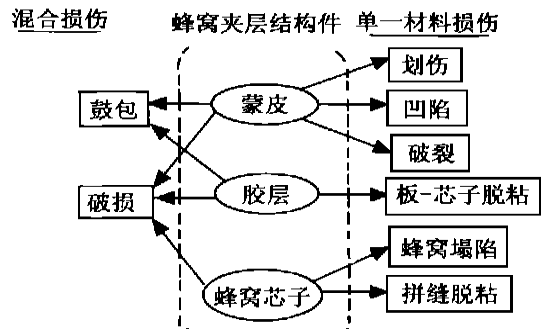 混合损伤 蜂窝夹层结构件 单一材料损伤
划伤
鼓包 蒙皮 凹陷
破裂
破损 胶层 板-芯子脱粘
蜂窝塌陷
蜂窝芯子 拼缝脱粘